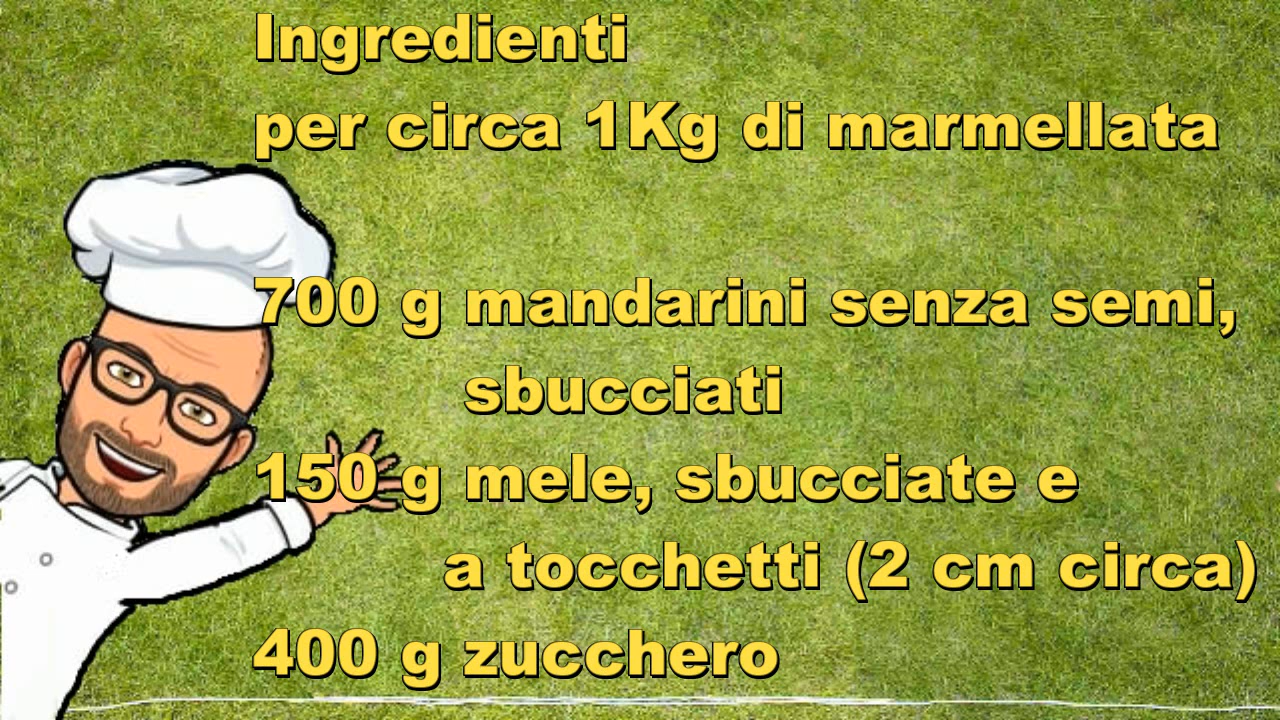 Ingredienti
per circa 1Kg di marmellata
700 g mandarini senza semi,
sbucciati
150 g mele, sbucciate e
a tocchetti (2 cm circa)
400 g zucchero